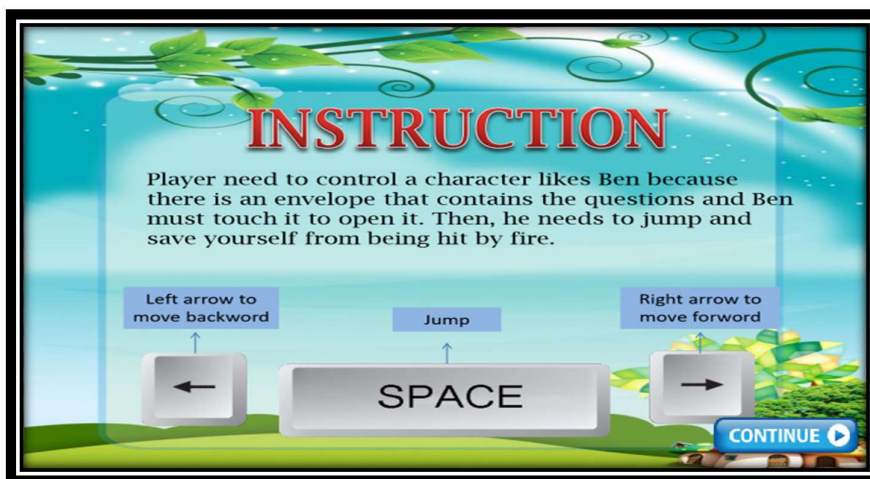 INSTRUCTION
Player need to control a character likes Ben because
there is an envelope that contains the questions and Ben
must touch it to open it. Then, he needs to jump and
save yourself from being hit by fire.
Left arrow to
move backword
Jump
Right arrow to
move forword
SPACE
CONTINUE